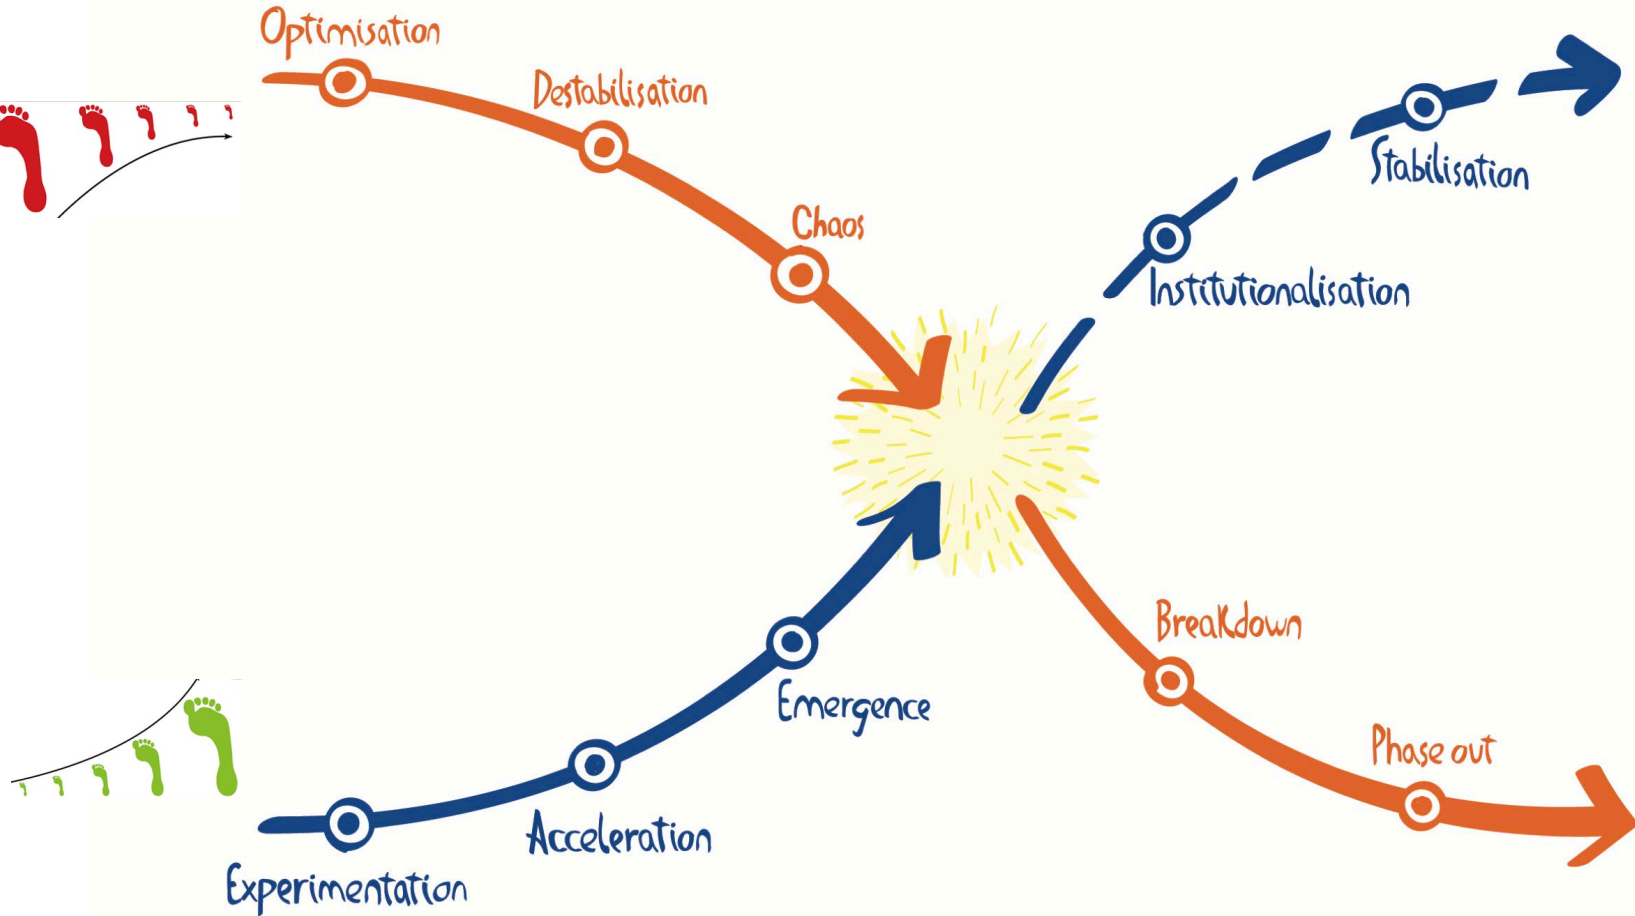 Optimisation
Destabilisation
Chaos
Stabilisation
Institutionalisation
Breakdown
Emergence
Phase out
Acceleration
Experimentation